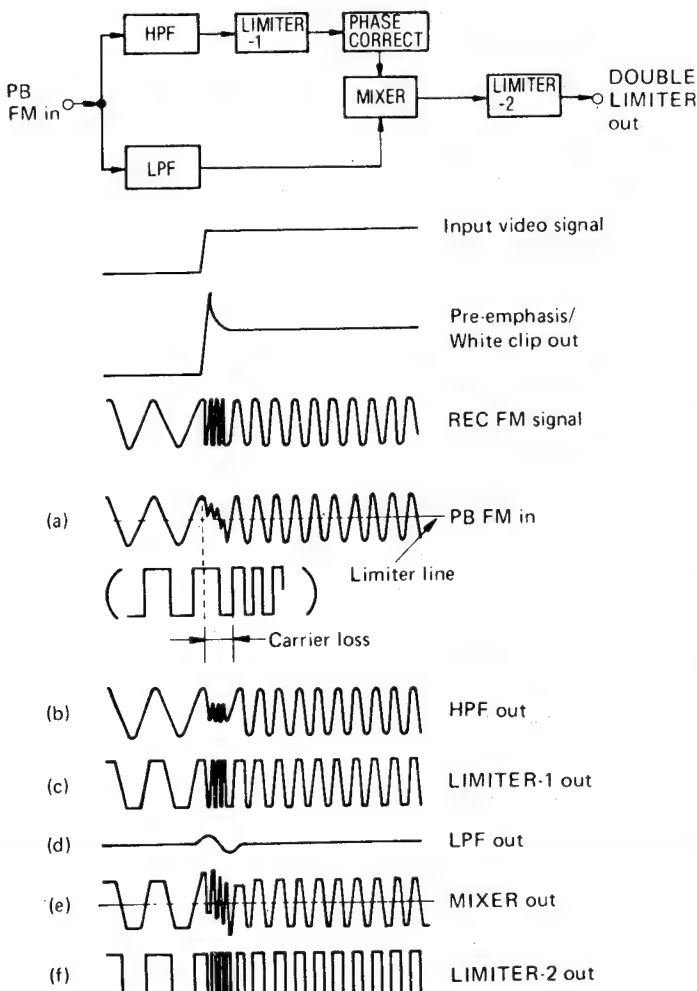 HPF
LIMITER
-1
PHASE
CORRECT
PB
FM in
MIXER
LIMITER
-2
DOUBLE
LIMITER
out
LPF
Input video signal
Pre-emphasis/
White clip out
REC FM signal
(a)
PB FM in
Limiter line
Carrier loss
(b)
HPF out
(c)
LIMITER-1 out
(d)
LPF out
(e)
MIXER out
(f)
LIMITER-2 out